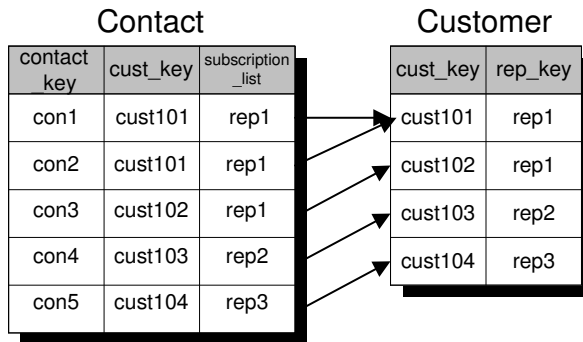 Contact
contact _key cust_key subscription _list
con1 cust101 rep1
con2 cust101 rep1
con3 cust102 rep1
con4 cust103 rep2
con5 cust104 rep3
Customer
cust_key rep_key
cust101 rep1
cust102 rep1
cust103 rep2
cust104 rep3